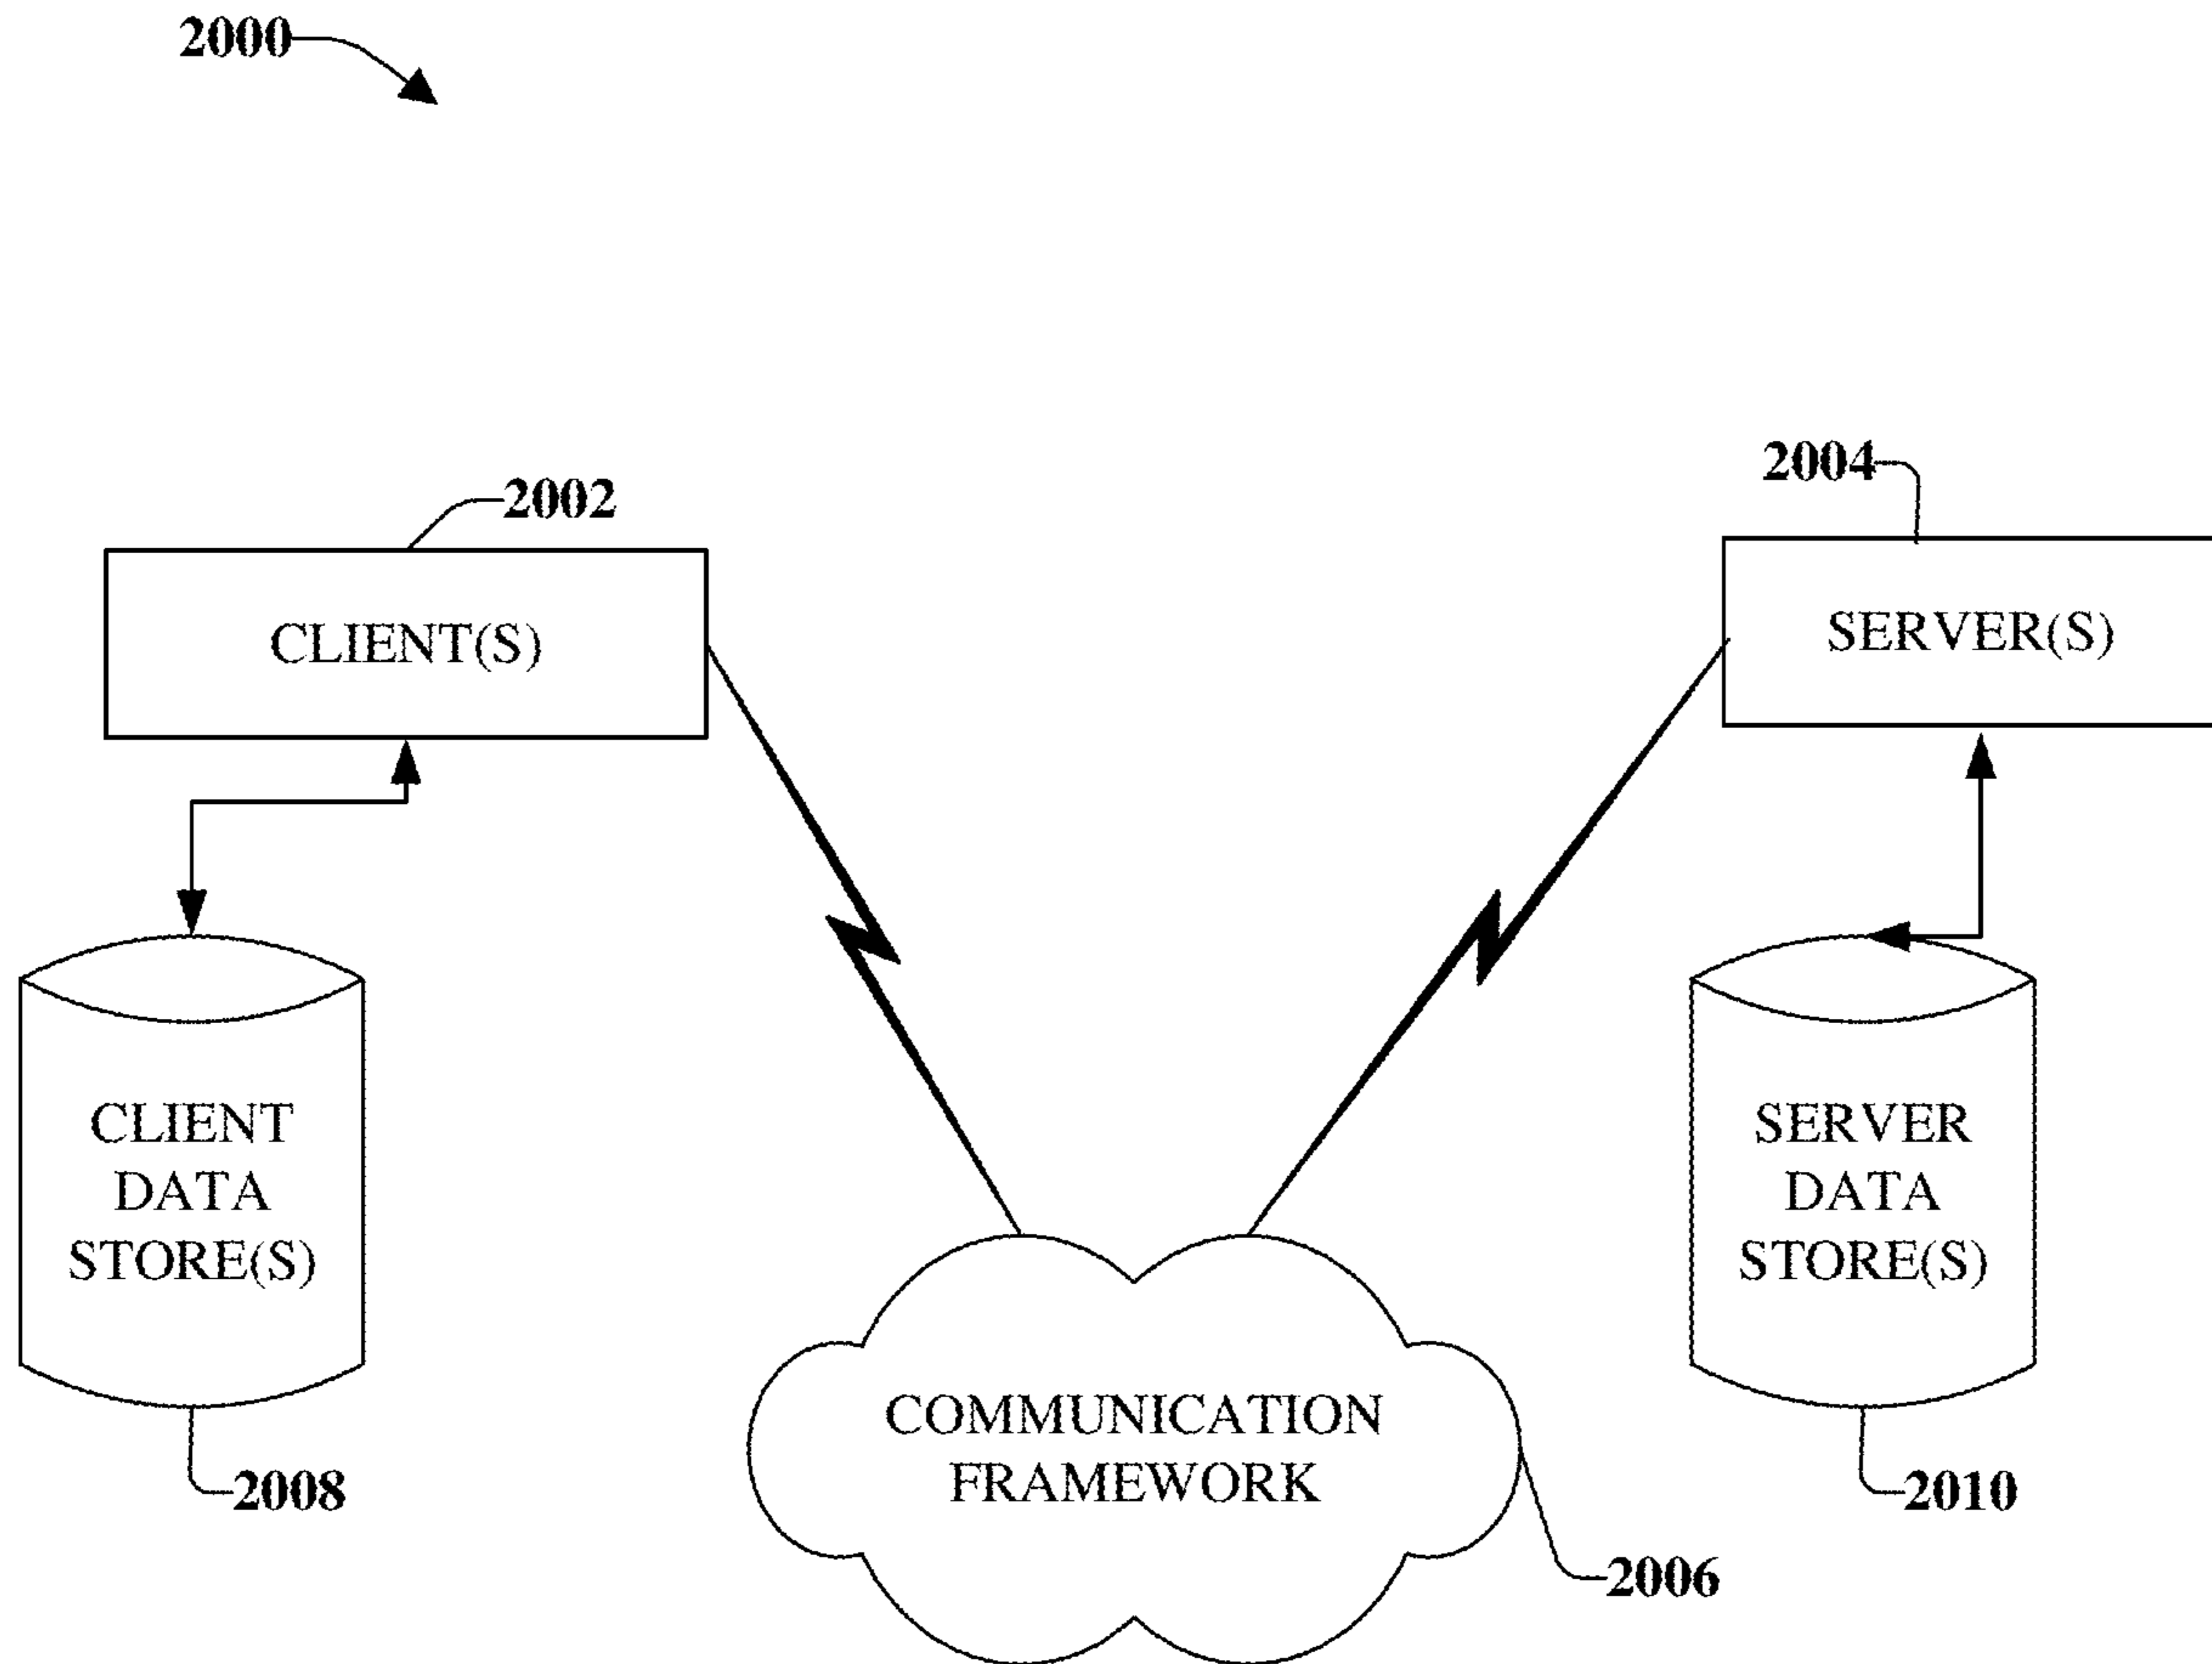 2000
2002
2004
CLIENT(S)
SERVER(S)
CLIENT
DATA
STORE(S)
SERVER
DATA
STORE(S)
COMMUNICATION
FRAMEWORK
2008
2010
2006